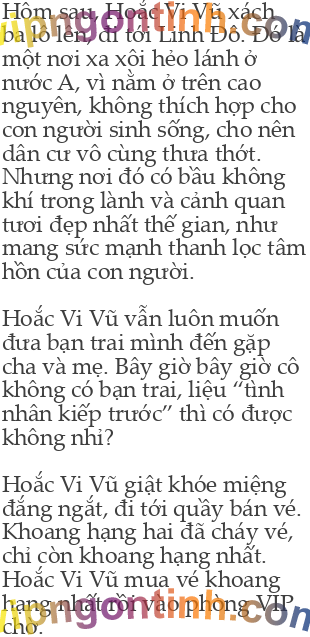 Hôm sau, Hoắc Vi Vũ xách
ba lô lên, đi tới Linh Đô. Đó là
một nơi xa xôi hẻo lánh ở
nước A, vì nằm ở trên cao
nguyên, không thích hợp cho
con người sinh sống, cho nên
dân cư vô cùng thưa thớt.
Nhưng nơi đó có bầu không
khí trong lành và cảnh quan
tươi đẹp nhất thế gian, như
mang sức mạnh thanh lọc tâm
hồn của con người.

Hoắc Vi Vũ vẫn luôn muốn
đưa bạn trai mình đến gặp
cha và mẹ. Bây giờ bây giờ cô
không có bạn trai, liệu “tình
nhân kiếp trước” thì có được
không nhỉ?

Hoắc Vi Vũ giật khóe miệng
đắng ngắt, đi tới quầy bán vé.
Khoang hạng hai đã cháy vé,
chỉ còn khoang hạng nhất.
Hoắc Vi Vũ mua vé khoang
hạng nhất rồi vào phòng VIP
chờ.
vipngontinh.com
vipngontinh.com